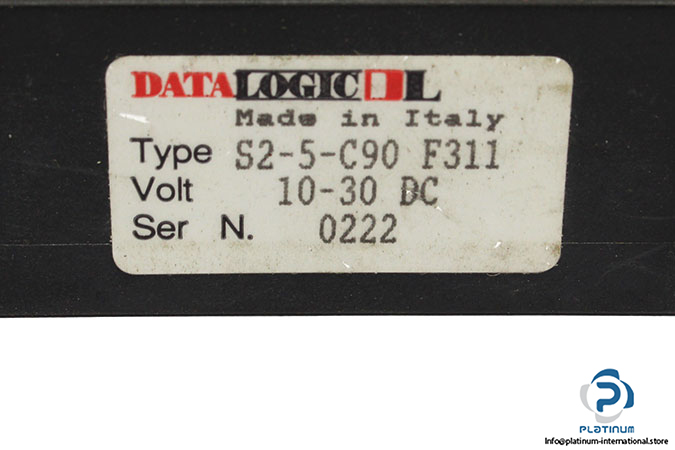 DATALOGIC L
Made in Italy
Type S2-5-C90 F311
Volt 10-30 DC
Ser N. 0222
P
PLATINUM
Info@platinum-international.store